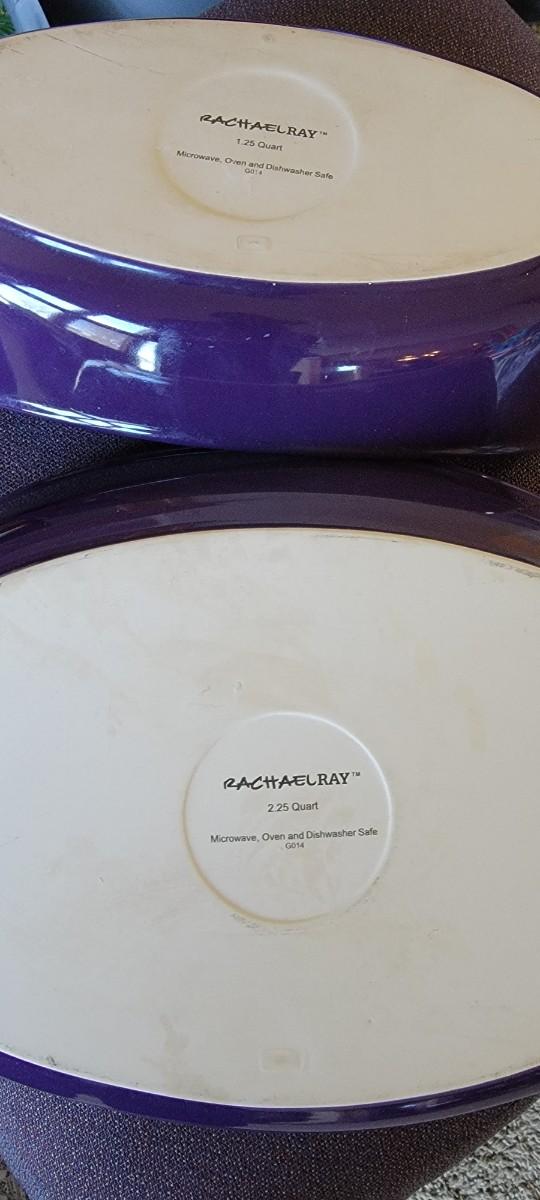 RACHAELRAY™
1.25 Quart
Microwave, Oven and Dishwasher Safe
G014
RACHAELRAY™
2.25 Quart
Microwave, Oven and Dishwasher Safe
G014